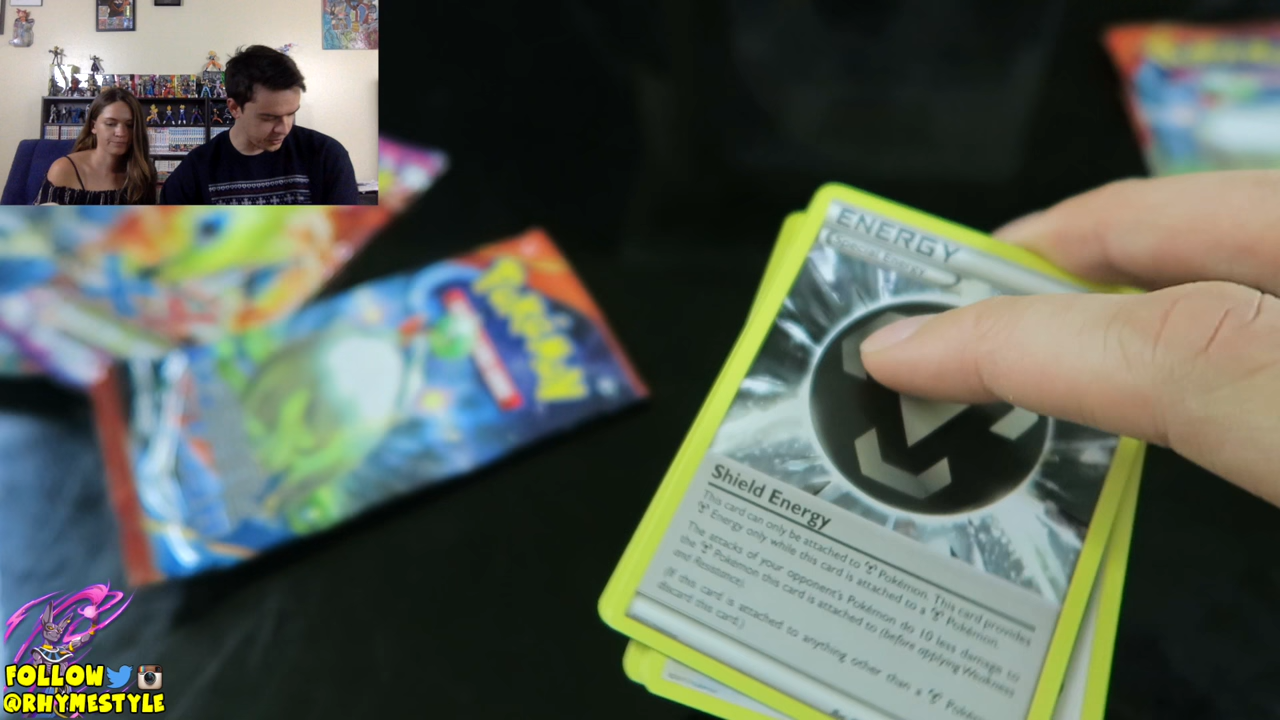 Pokémon
ENERGY
Special Energy
Shield Energy
This card can only be attached to Pokémon. This card provides
Energy only while this card is attached to a Pokémon.
The attacks of your opponent's Pokémon do 10 less damage to
the Pokémon this card is attached to (before applying Weakness
and Resistance).
(If this card is attached to anything other than a Pokémon,
discard this card.)
FOLLOW
@RHYMESTYLE